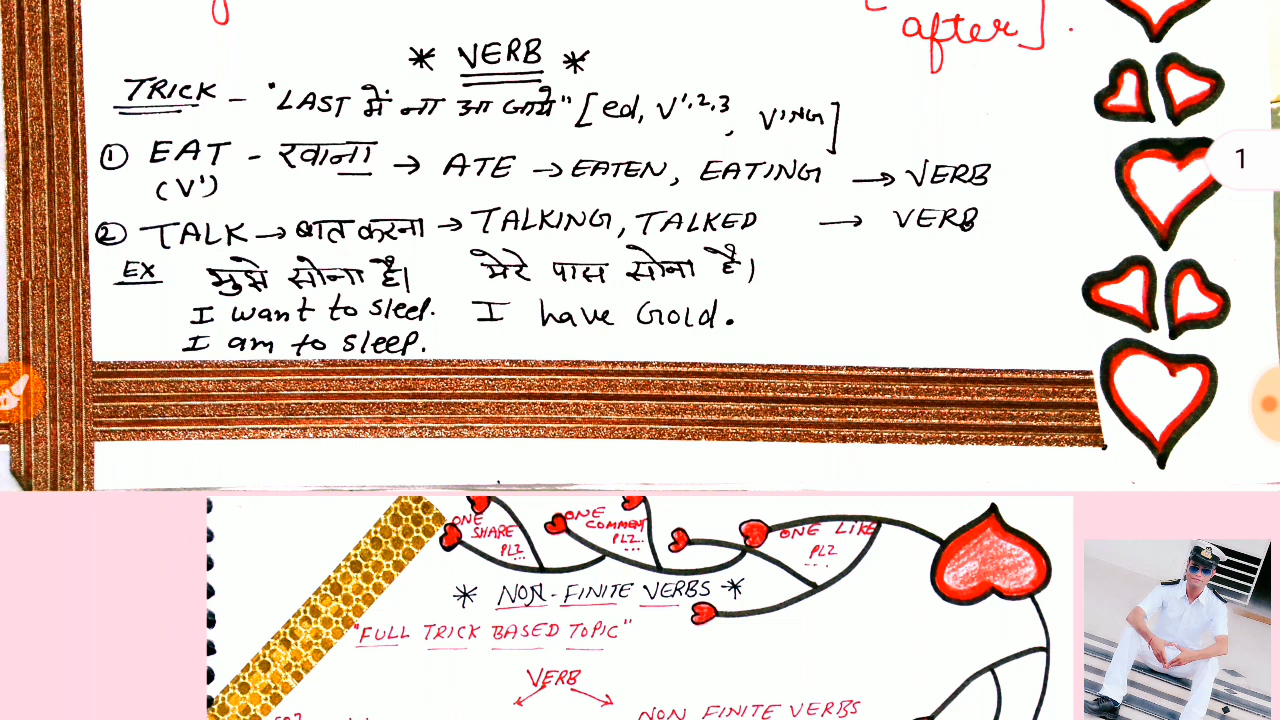 after].
* VERB *
TRICK - "LAST में ना आ जाये" [ed, V¹,²,³, VING]
① EAT - खाना → ATE → EATEN, EATING → VERB
(V¹)
② TALK → बात करना → TALKING, TALKED → VERB
EX मुझे सोना है। मेरे पास सोना है।
I want to sleep. I have Gold.
I am to sleep.
1
ONE SHARE PLZ ...
ONE COMMENT PLZ...
ONE LIKE PLZ ....
* NON-FINITE VERBS *
"FULL TRICK BASED TOPIC"
VERB
NON FINITE VERBS